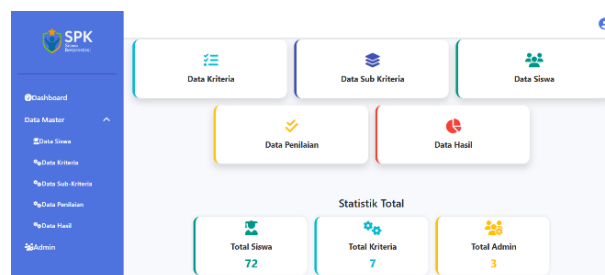 SPK
Siswa
Berprestasi
Dashboard
Data Master
Data Siswa
Data Kriteria
Data Sub-Kriteria
Data Penilaian
Data Hasil
Admin
Data Kriteria
Data Sub Kriteria
Data Siswa
Data Penilaian
Data Hasil
Statistik Total
Total Siswa
72
Total Kriteria
7
Total Admin
3